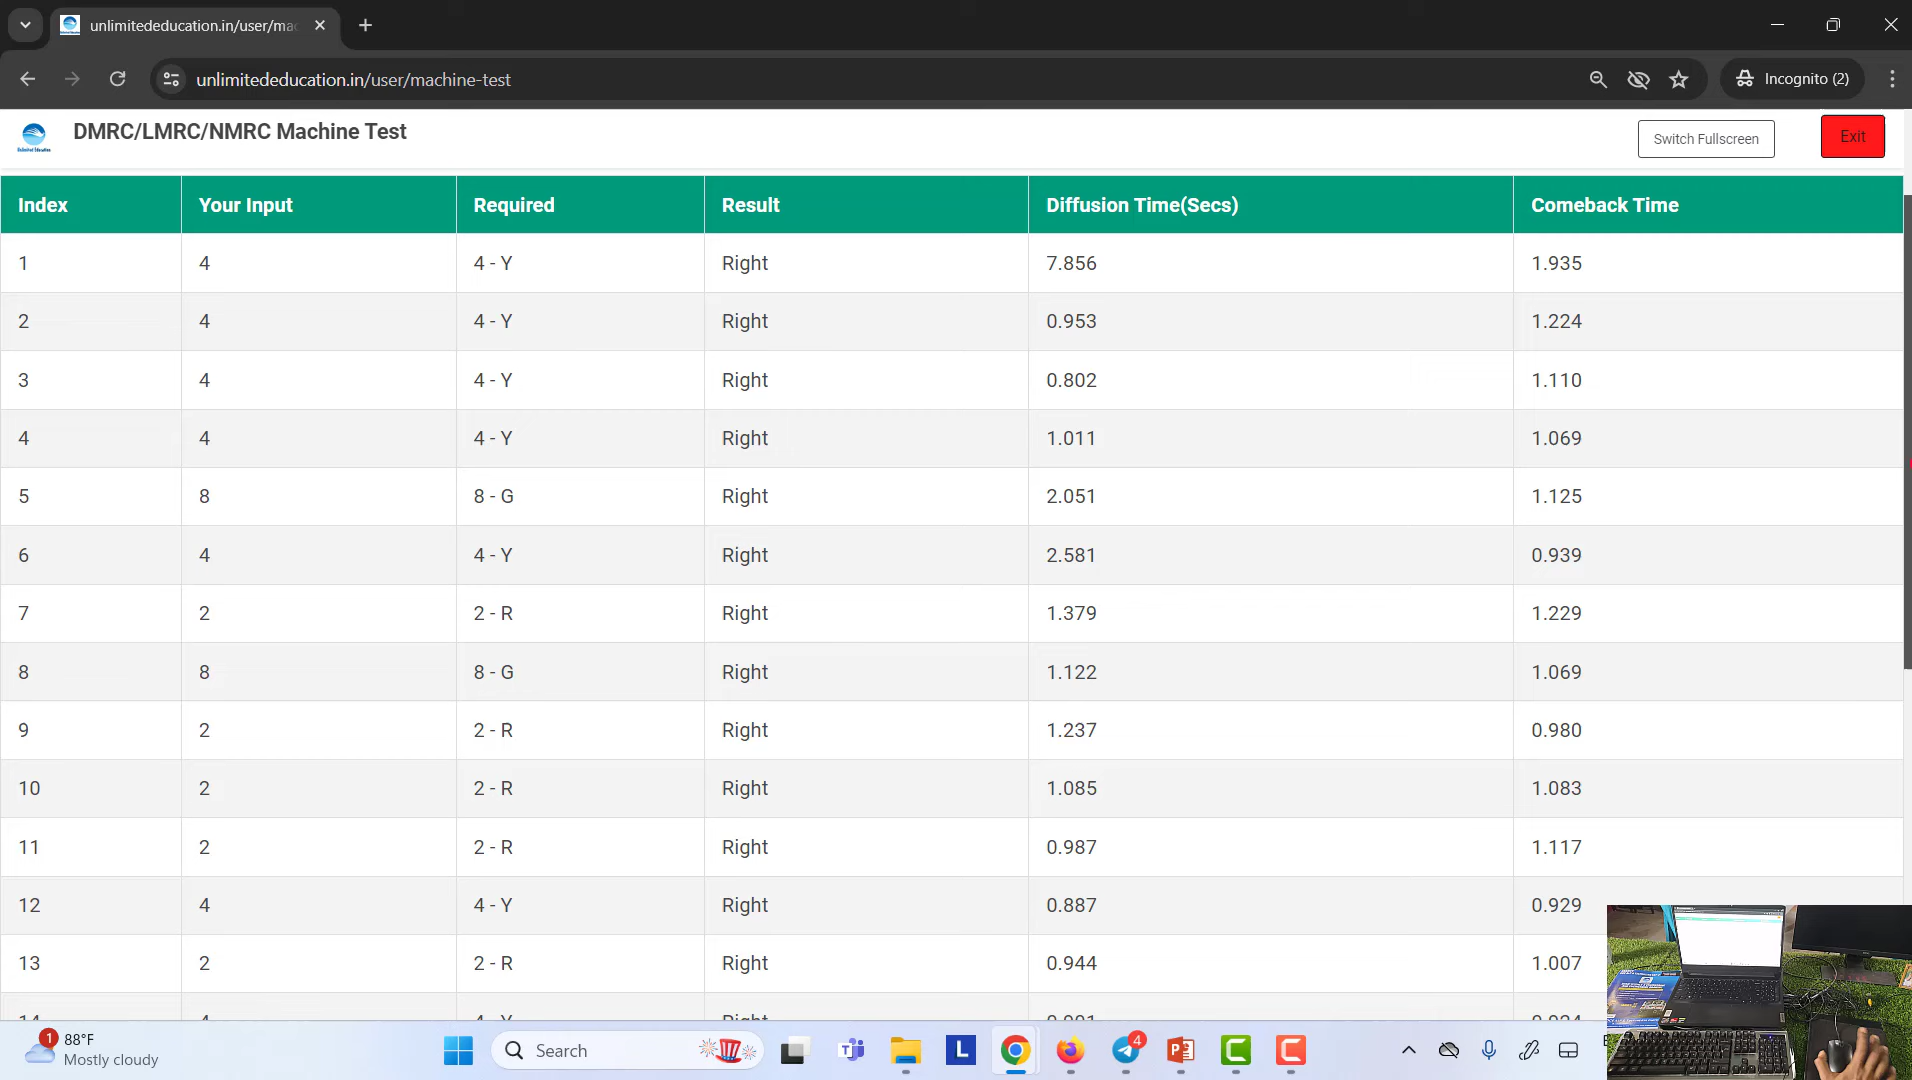 unlimitededucation.in/user/mac
unlimitededucation.in/user/machine-test
Incognito (2)
DMRC/LMRC/NMRC Machine Test
Switch Fullscreen
Exit
Index Your Input Required Result Diffusion Time(Secs) Comeback Time
1 4 4 - Y Right 7.856 1.935
2 4 4 - Y Right 0.953 1.224
3 4 4 - Y Right 0.802 1.110
4 4 4 - Y Right 1.011 1.069
5 8 8 - G Right 2.051 1.125
6 4 4 - Y Right 2.581 0.939
7 2 2 - R Right 1.379 1.229
8 8 8 - G Right 1.122 1.069
9 2 2 - R Right 1.237 0.980
10 2 2 - R Right 1.085 1.083
11 2 2 - R Right 0.987 1.117
12 4 4 - Y Right 0.887 0.929
13 2 2 - R Right 0.944 1.007
14 4 4 - Y Right
1
88°F
Mostly cloudy
Search
L
4